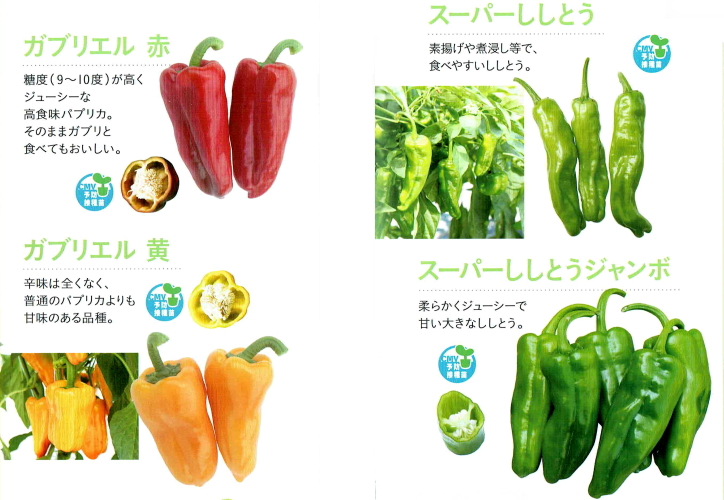 ガブリエル 赤
糖度(9〜10度)が高く
ジューシーな
高食味パプリカ。
そのままガブリと
食べてもおいしい。
CMV
予防
接種苗
ガブリエル 黄
辛味は全くなく、
普通のパプリカよりも
甘味のある品種。
CMV
予防
接種苗
スーパーししとう
素揚げや煮浸し等で、
食べやすいししとう。
CMV
予防
接種苗
スーパーししとうジャンボ
柔らかくジューシーで
甘い大きなししとう。
CMV
予防
接種苗